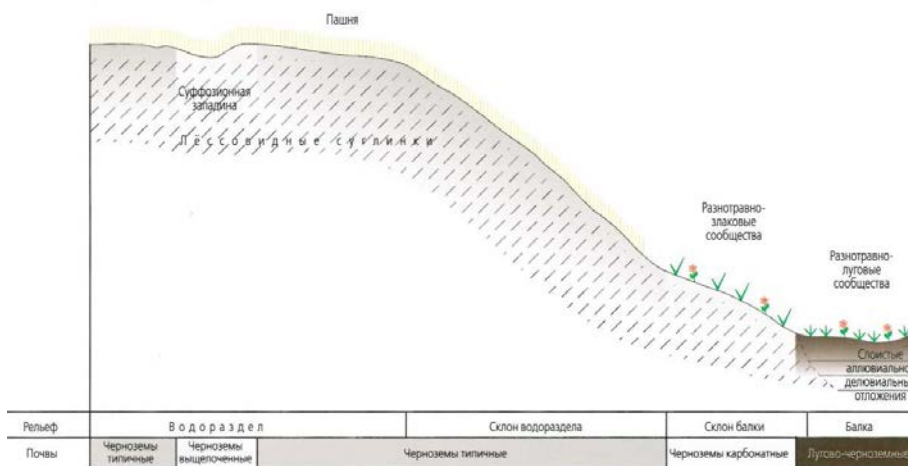 Пашня
Суффозионная
западина
Лёссовидные суглинки
Разнотравно-
злаковые
сообщества
Разнотравно-
луговые
сообщества
Слоистые
аллювиально
деловиальны
отложения
Рельеф
Водораздел
Склон водораздела
Склон балки
Балка
Почвы
Черноземы
типичные
Черноземы
выщелоченные
Черноземы типичные
Черноземы карбонатные
Лугово-черноземные